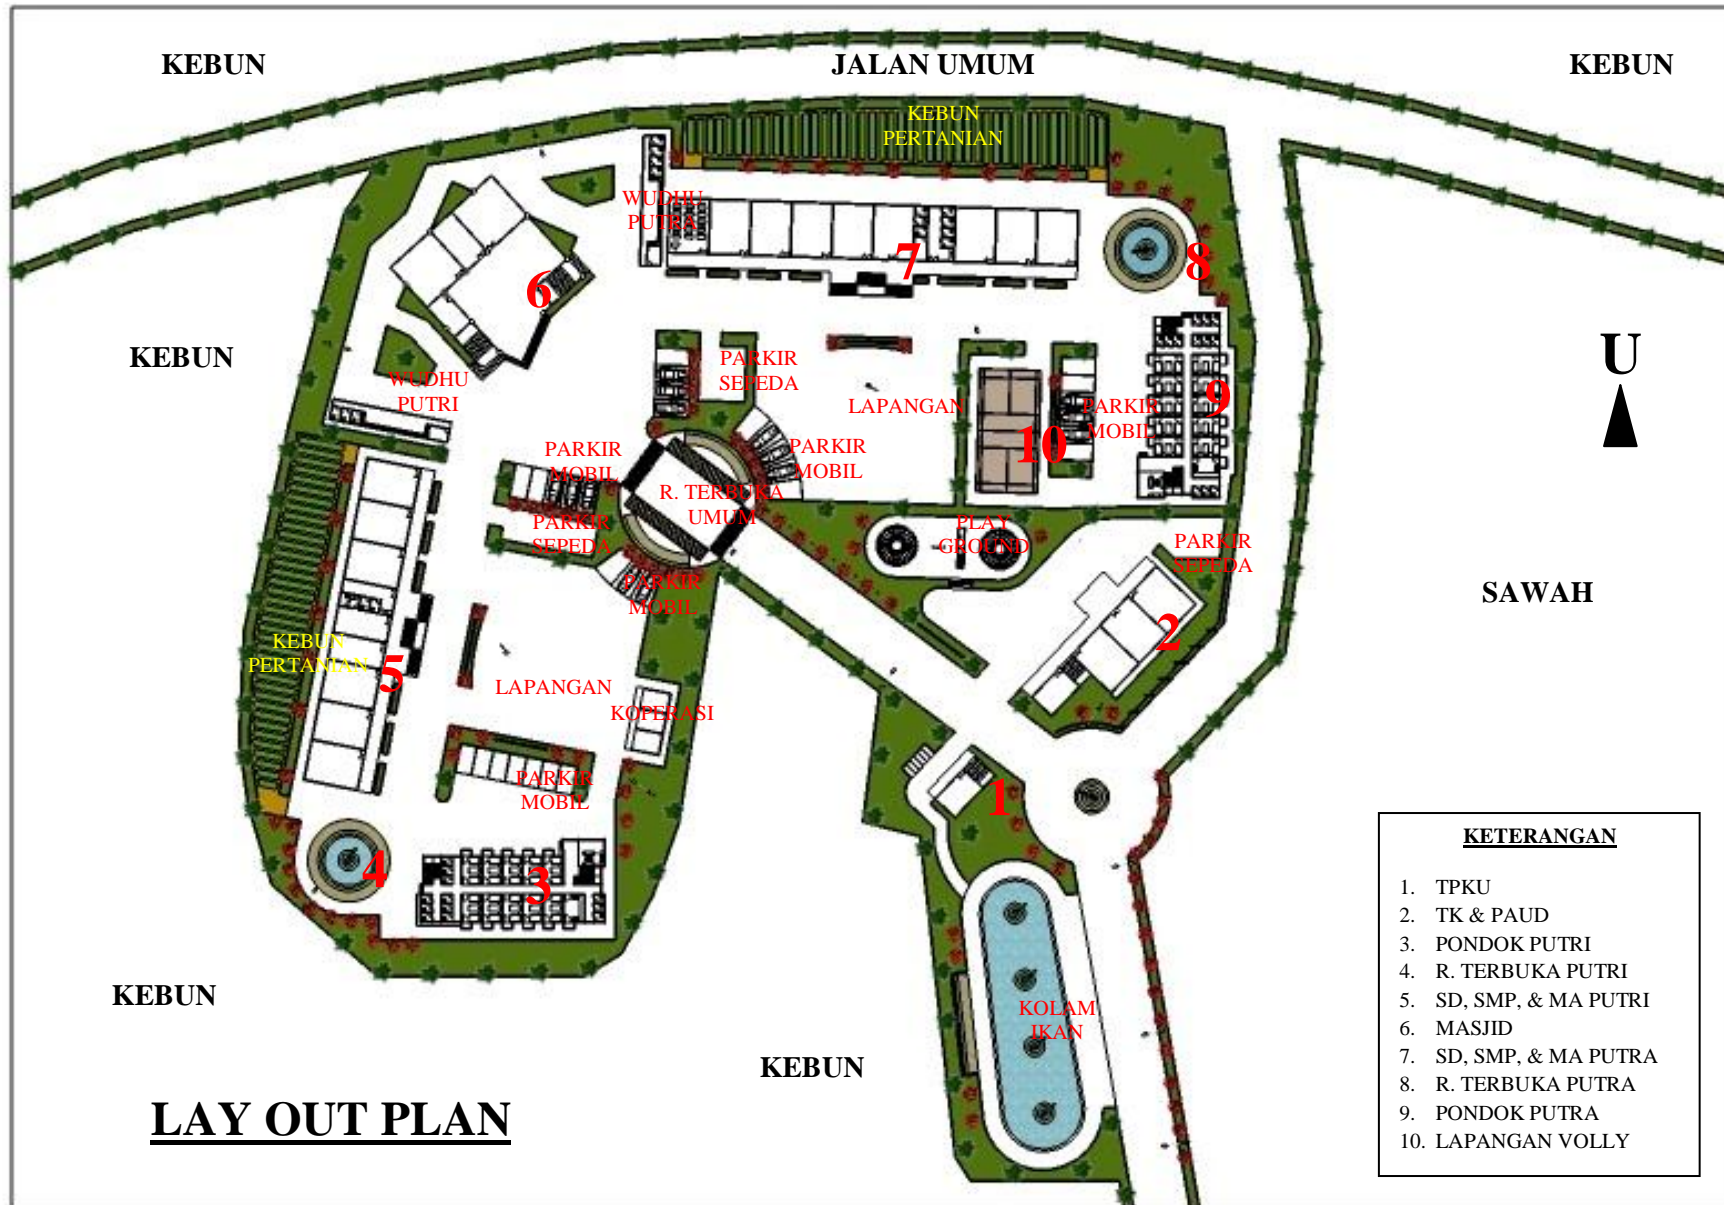 KEBUN
JALAN UMUM
KEBUN
KEBUN
PERTANIAN
WUDHU
PUTRA
7
8
6
KEBUN
U
PARKIR
SEPEDA
WUDHU
PUTRI
LAPANGAN
PARKIR
MOBIL
9
10
PARKIR
MOBIL
PARKIR
MOBIL
R. TERBUKA
UMUM
PARKIR
SEPEDA
PLAY
GROUND
PARKIR
SEPEDA
PARKIR
MOBIL
SAWAH
2
KEBUN
PERTANIAN
5
LAPANGAN
KOPERASI
PARKIR
MOBIL
1
4
3
KEBUN
KOLAM
IKAN
KEBUN
LAY OUT PLAN
KETERANGAN
1. TPKU
2. TK & PAUD
3. PONDOK PUTRI
4. R. TERBUKA PUTRI
5. SD, SMP, & MA PUTRI
6. MASJID
7. SD, SMP, & MA PUTRA
8. R. TERBUKA PUTRA
9. PONDOK PUTRA
10. LAPANGAN VOLLY